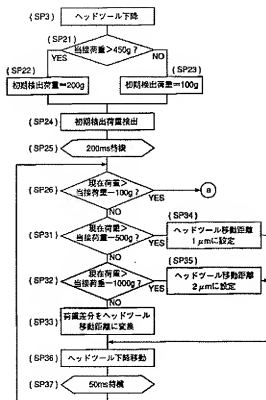 (SP3)
ヘッドツール下降
(SP21)
当接荷重>450g?
YES
NO
(SP22)
(SP23)
初期検出荷重=200g
初期検出荷重=100g
(SP24)
初期検出荷重検出
(SP25)
200ms待機
(SP26)
現在荷重>
当接荷重−100g?
YES
a
NO
(SP31)
現在荷重>
当接荷重−500g?
YES
(SP34)
ヘッドツール移動距離
1μmに設定
NO
(SP32)
現在荷重>
当接荷重−1000g?
YES
(SP35)
ヘッドツール移動距離
2μmに設定
NO
(SP33)
荷重差分をヘッドツール
移動距離に変換
(SP36)
ヘッドツール下降移動
(SP37)
50ms待機